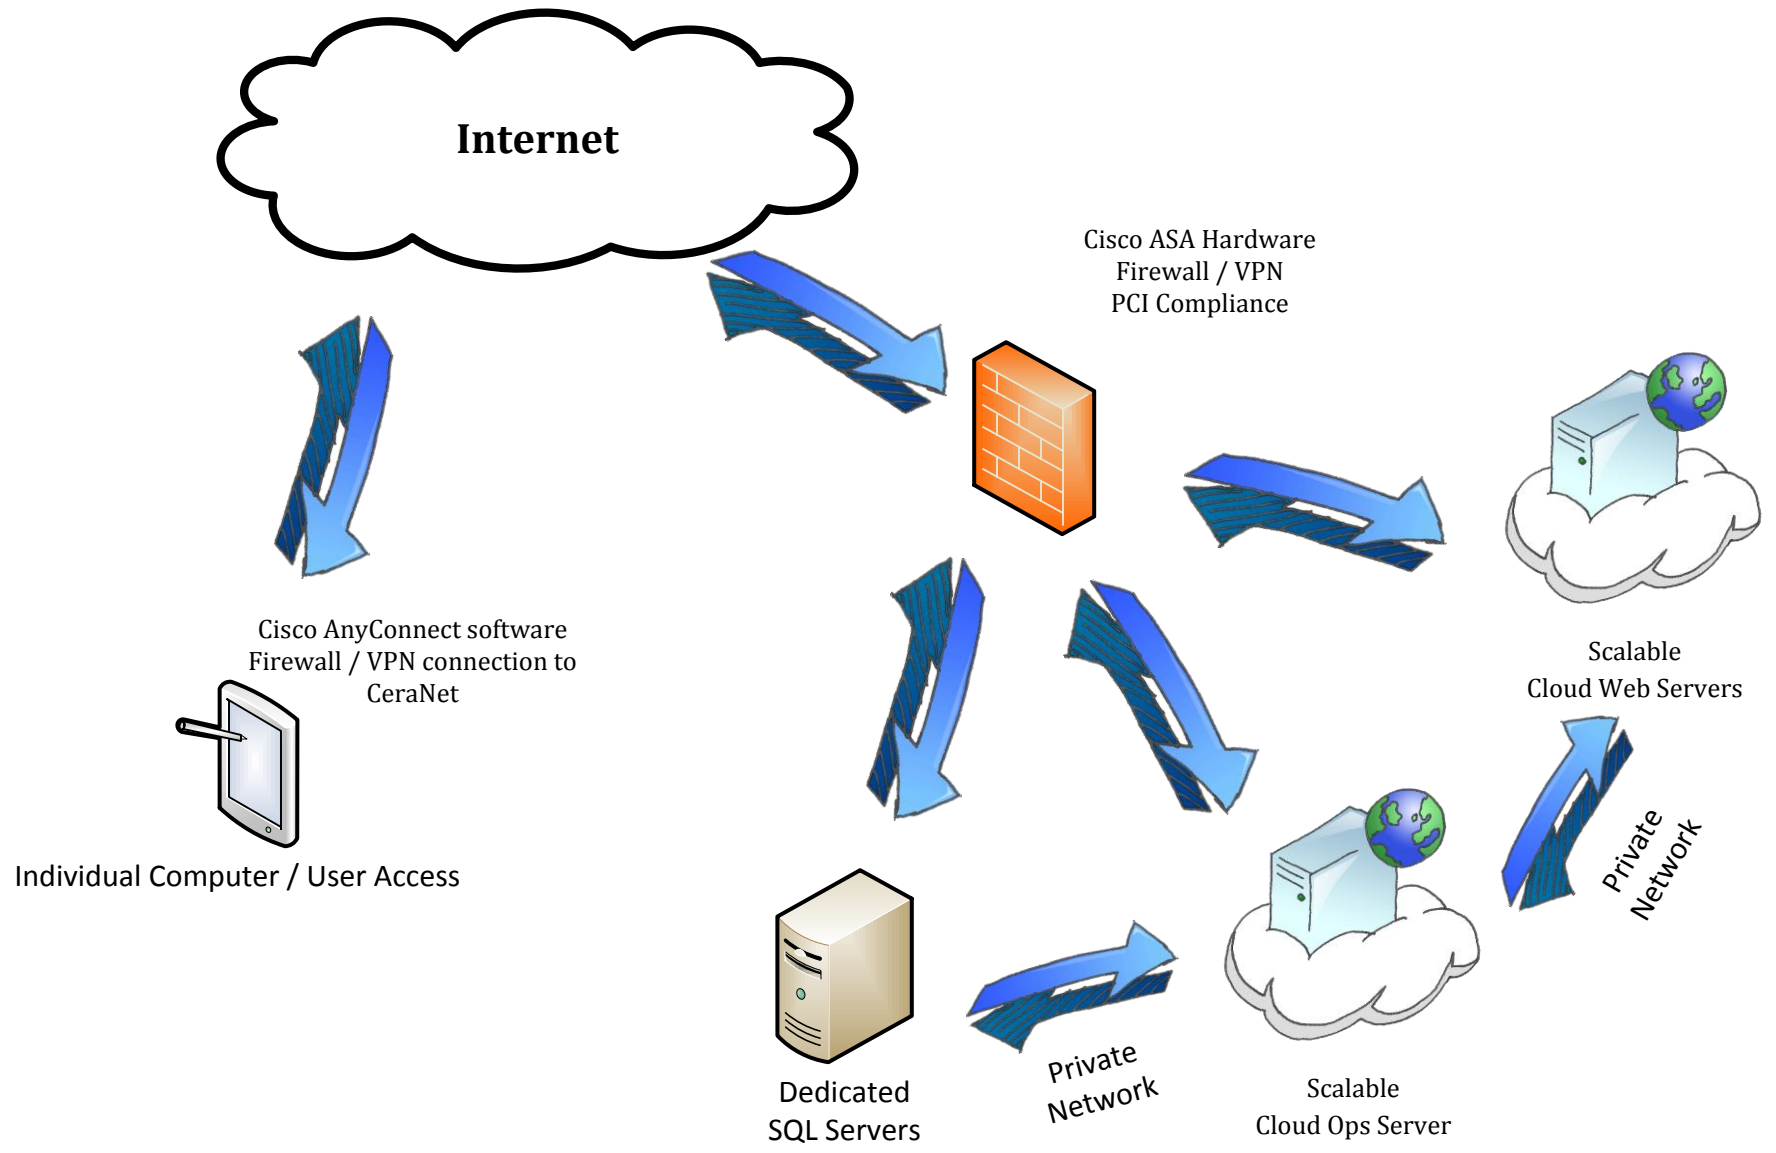 Internet
Cisco ASA Hardware
Firewall / VPN
PCI Compliance
Cisco AnyConnect software
Firewall / VPN connection to
CeraNet
Individual Computer / User Access
Scalable
Cloud Web Servers
Private
Network
Private
Network
Dedicated
SQL Servers
Scalable
Cloud Ops Server